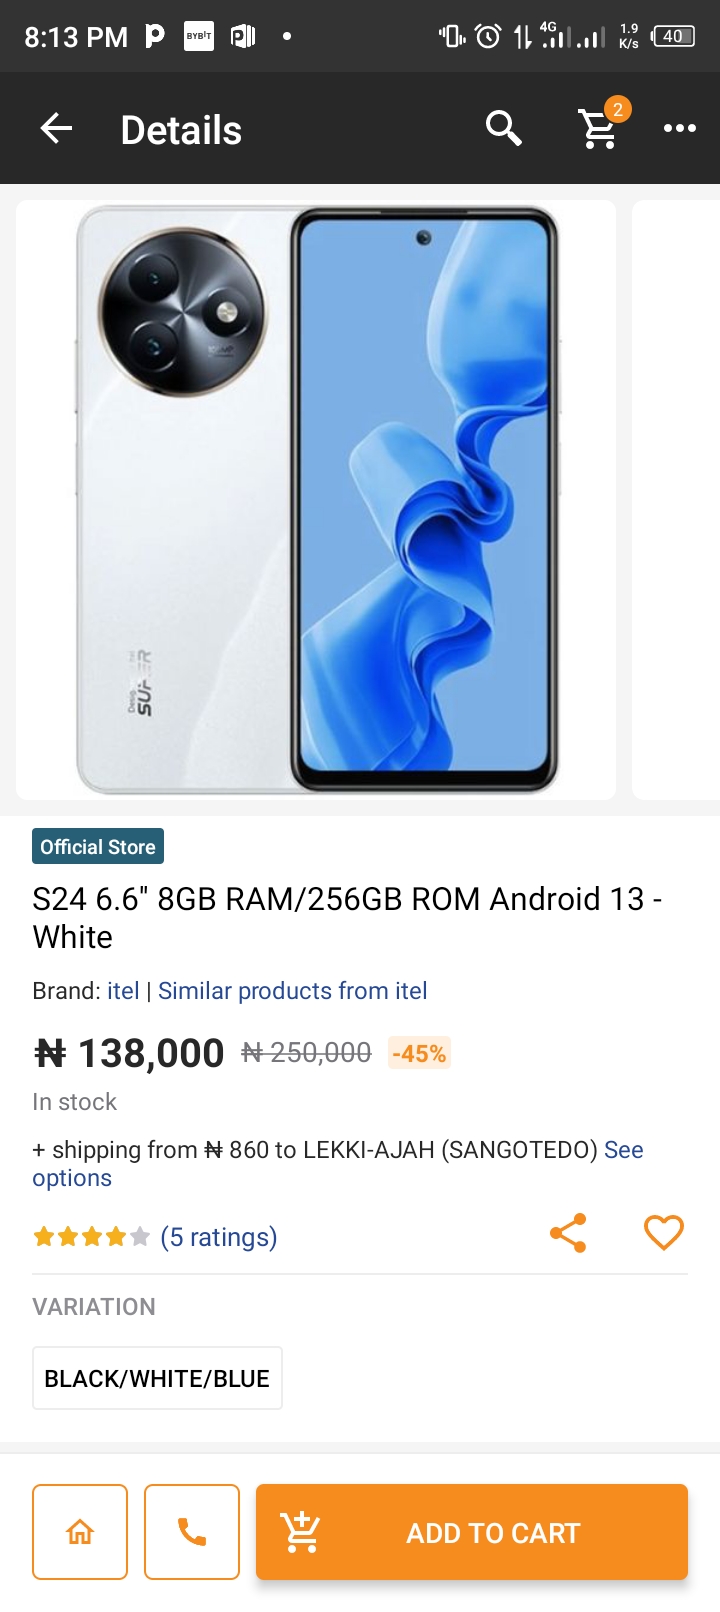 8:13 PM
BYBIT
4G
1.9
K/s
40
Details
2
SUPER
Official Store
S24 6.6" 8GB RAM/256GB ROM Android 13 -
White
Brand: itel | Similar products from itel
₦ 138,000 ₦ 250,000 -45%
In stock
+ shipping from ₦ 860 to LEKKI-AJAH (SANGOTEDO) See
options
(5 ratings)
VARIATION
BLACK/WHITE/BLUE
ADD TO CART